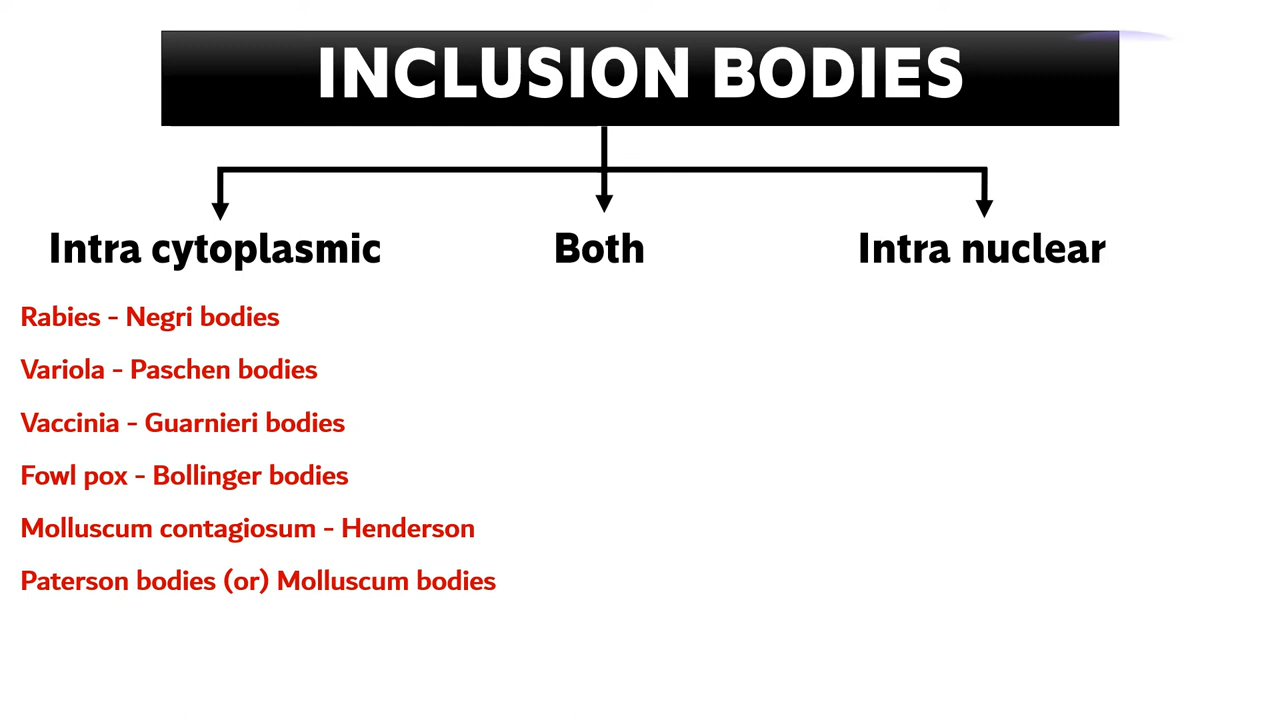 INCLUSION BODIES
Intra cytoplasmic
Both
Intra nuclear
Rabies - Negri bodies
Variola - Paschen bodies
Vaccinia - Guarnieri bodies
Fowl pox - Bollinger bodies
Molluscum contagiosum - Henderson
Paterson bodies (or) Molluscum bodies